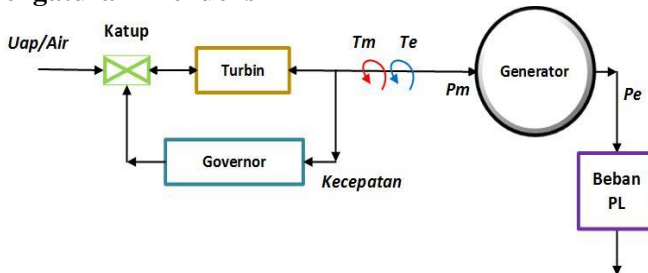 Uap/Air
Katup
Turbin
Governor
Kecepatan
Tm
Te
Pm
Generator
Pe
Beban
PL